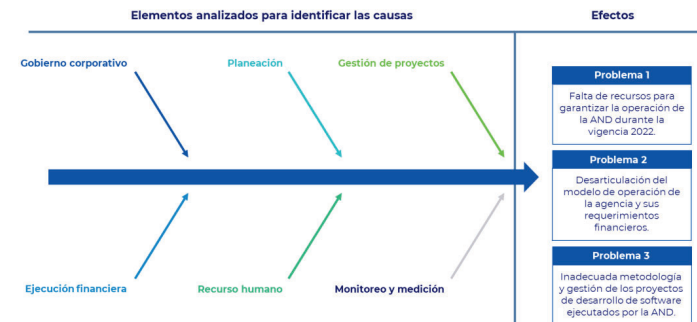 Elementos analizados para identificar las causas
Efectos
Gobierno corporativo
Planeación
Gestión de proyectos
Ejecución financiera
Recurso humano
Monitoreo y medición
Problema 1
Falta de recursos para
garantizar la operación de
la AND durante la
vigencia 2022.
Problema 2
Desarticulación del
modelo de operación de
la agencia y sus
requerimientos
financieros.
Problema 3
Inadecuada metodología
y gestión de los proyectos
de desarrollo de software
ejecutados por la AND.